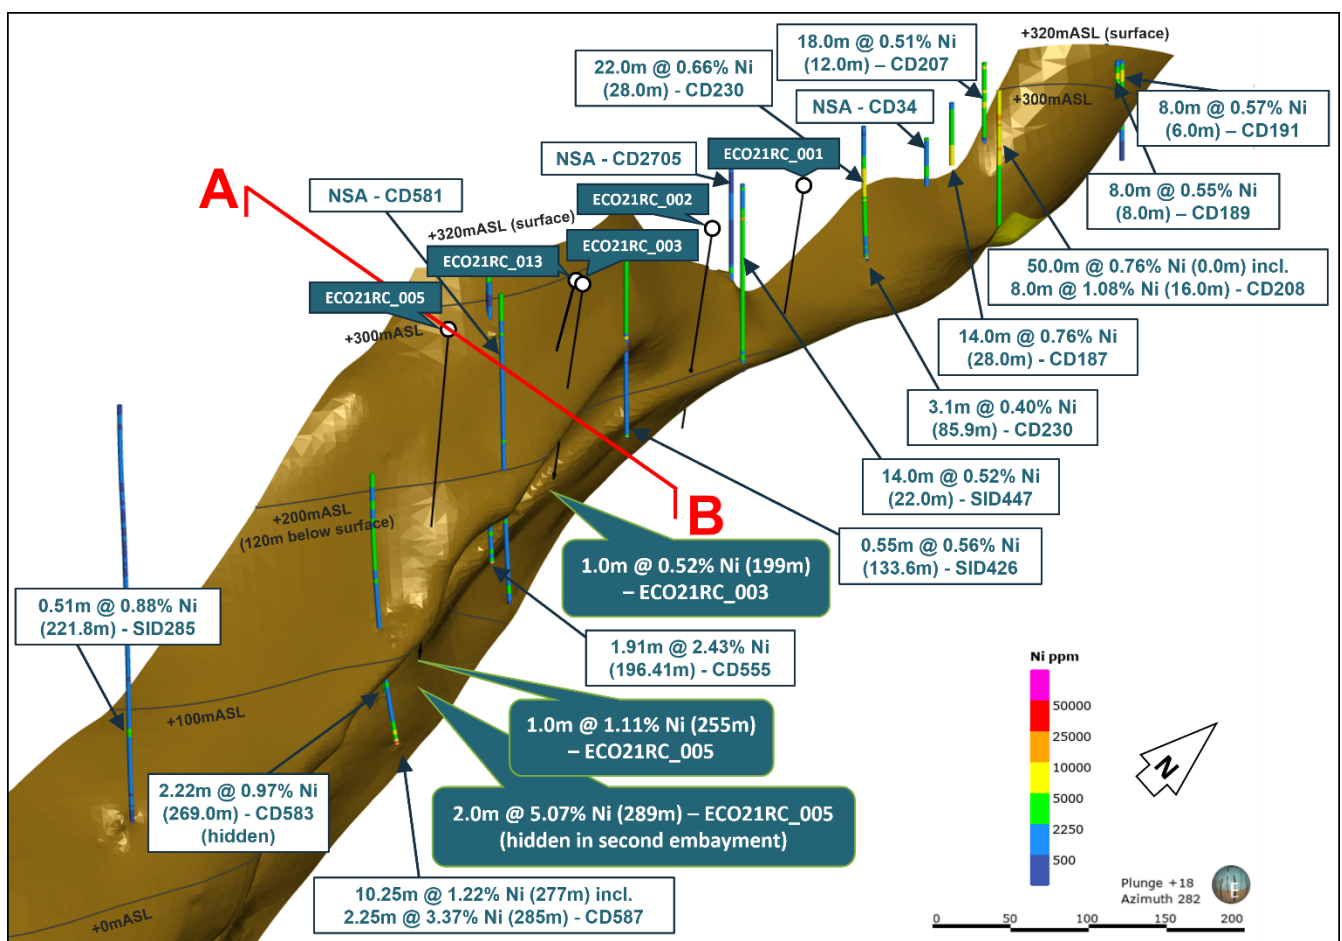 +320mASL (surface)
18.0m @ 0.51% Ni
(12.0m) – CD207
22.0m @ 0.66% Ni
(28.0m) - CD230
+300mASL
8.0m @ 0.57% Ni
(6.0m) – CD191
NSA - CD34
NSA - CD2705
ECO21RC_001
A
NSA - CD581
ECO21RC_002
8.0m @ 0.55% Ni
(8.0m) – CD189
+320mASL (surface)
ECO21RC_003
ECO21RC_013
50.0m @ 0.76% Ni (0.0m) incl.
8.0m @ 1.08% Ni (16.0m) - CD208
ECO21RC_005
+300mASL
14.0m @ 0.76% Ni
(28.0m) - CD187
3.1m @ 0.40% Ni
(85.9m) – CD230
14.0m @ 0.52% Ni
(22.0m) - SID447
B
+200mASL
(120m below surface)
0.55m @ 0.56% Ni
(133.6m) - SID426
1.0m @ 0.52% Ni (199m)
– ECO21RC_003
0.51m @ 0.88% Ni
(221.8m) - SID285
1.91m @ 2.43% Ni
(196.41m) – CD555
+100mASL
1.0m @ 1.11% Ni (255m)
– ECO21RC_005
2.22m @ 0.97% Ni
(269.0m) - CD583
(hidden)
2.0m @ 5.07% Ni (289m) – ECO21RC_005
(hidden in second embayment)
10.25m @ 1.22% Ni (277m) incl.
2.25m @ 3.37% Ni (285m) - CD587
+0mASL
Ni ppm
50000
25000
10000
5000
2250
500
N
Plunge +18
Azimuth 282
E
0 50 100 150 200